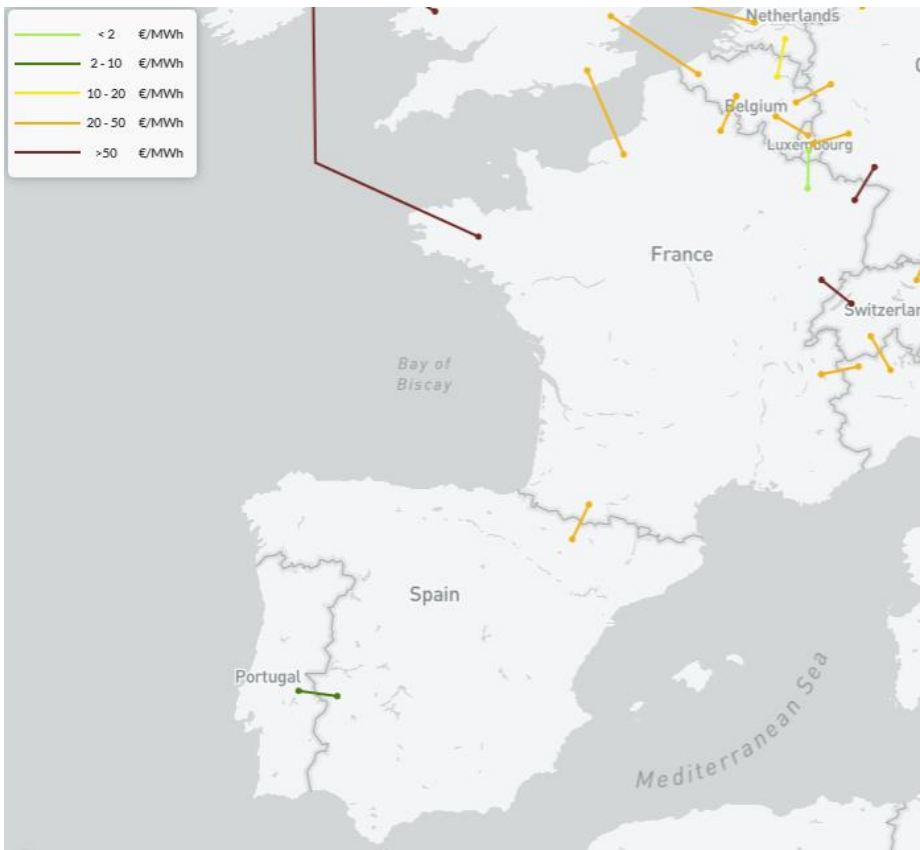 < 2 €/MWh
2 - 10 €/MWh
10 - 20 €/MWh
20 - 50 €/MWh
>50 €/MWh
Netherlands
Belgium
Luxembourg
France
Switzerlan
Bay of
Biscay
Spain
Portugal
Mediterranean Sea